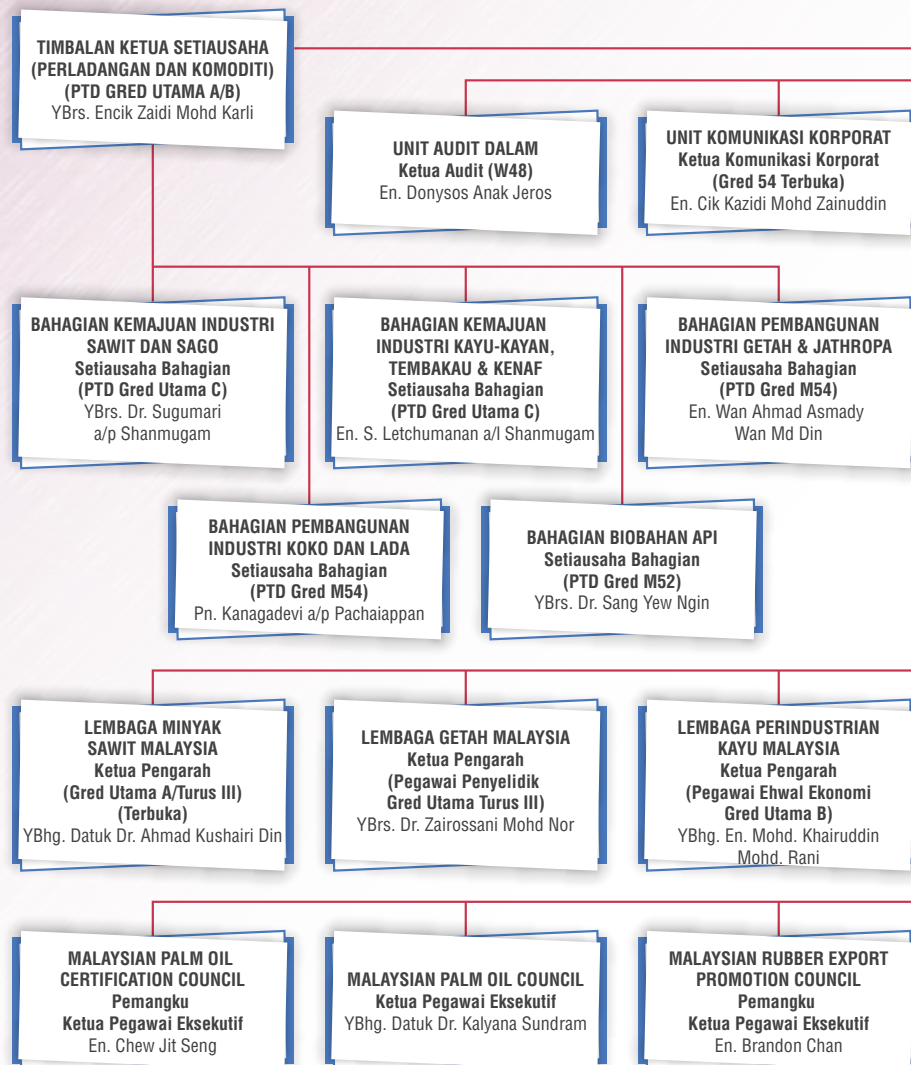 TIMBALAN KETUA SETIAUSAHA
(PERLADANGAN DAN KOMODITI)
(PTD GRED UTAMA A/B)
YBrs. Encik Zaidi Mohd Karli
UNIT AUDIT DALAM
Ketua Audit (W48)
En. Donysos Anak Jeros
UNIT KOMUNIKASI KORPORAT
Ketua Komunikasi Korporat
(Gred 54 Terbuka)
En. Cik Kazidi Mohd Zainuddin
BAHAGIAN KEMAJUAN INDUSTRI
SAWIT DAN SAGO
Setiausaha Bahagian
(PTD Gred Utama C)
YBrs. Dr. Sugumari
a/p Shanmugam
BAHAGIAN KEMAJUAN
INDUSTRI KAYU-KAYAN,
TEMBAKAU & KENAF
Setiausaha Bahagian
(PTD Gred Utama C)
En. S. Letchumanan a/l Shanmugam
BAHAGIAN PEMBANGUNAN
INDUSTRI GETAH & JATHROPA
Setiausaha Bahagian
(PTD Gred M54)
En. Wan Ahmad Asmady
Wan Md Din
BAHAGIAN PEMBANGUNAN
INDUSTRI KOKO DAN LADA
Setiausaha Bahagian
(PTD Gred M54)
Pn. Kanagadevi a/p Pachaiappan
BAHAGIAN BIOBAHAN API
Setiausaha Bahagian
(PTD Gred M52)
YBrs. Dr. Sang Yew Ngin
LEMBAGA MINYAK
SAWIT MALAYSIA
Ketua Pengarah
(Gred Utama A/Turus III)
(Terbuka)
YBhg. Datuk Dr. Ahmad Kushairi Din
LEMBAGA GETAH MALAYSIA
Ketua Pengarah
(Pegawai Penyelidik
Gred Utama Turus III)
YBrs. Dr. Zairossani Mohd Nor
LEMBAGA PERINDUSTRIAN
KAYU MALAYSIA
Ketua Pengarah
(Pegawai Ehwal Ekonomi
Gred Utama B)
YBhg. En. Mohd. Khairuddin
Mohd. Rani
MALAYSIAN PALM OIL
CERTIFICATION COUNCIL
Pemangku
Ketua Pegawai Eksekutif
En. Chew Jit Seng
MALAYSIAN PALM OIL COUNCIL
Ketua Pegawai Eksekutif
YBhg. Datuk Dr. Kalyana Sundram
MALAYSIAN RUBBER EXPORT
PROMOTION COUNCIL
Pemangku
Ketua Pegawai Eksekutif
En. Brandon Chan